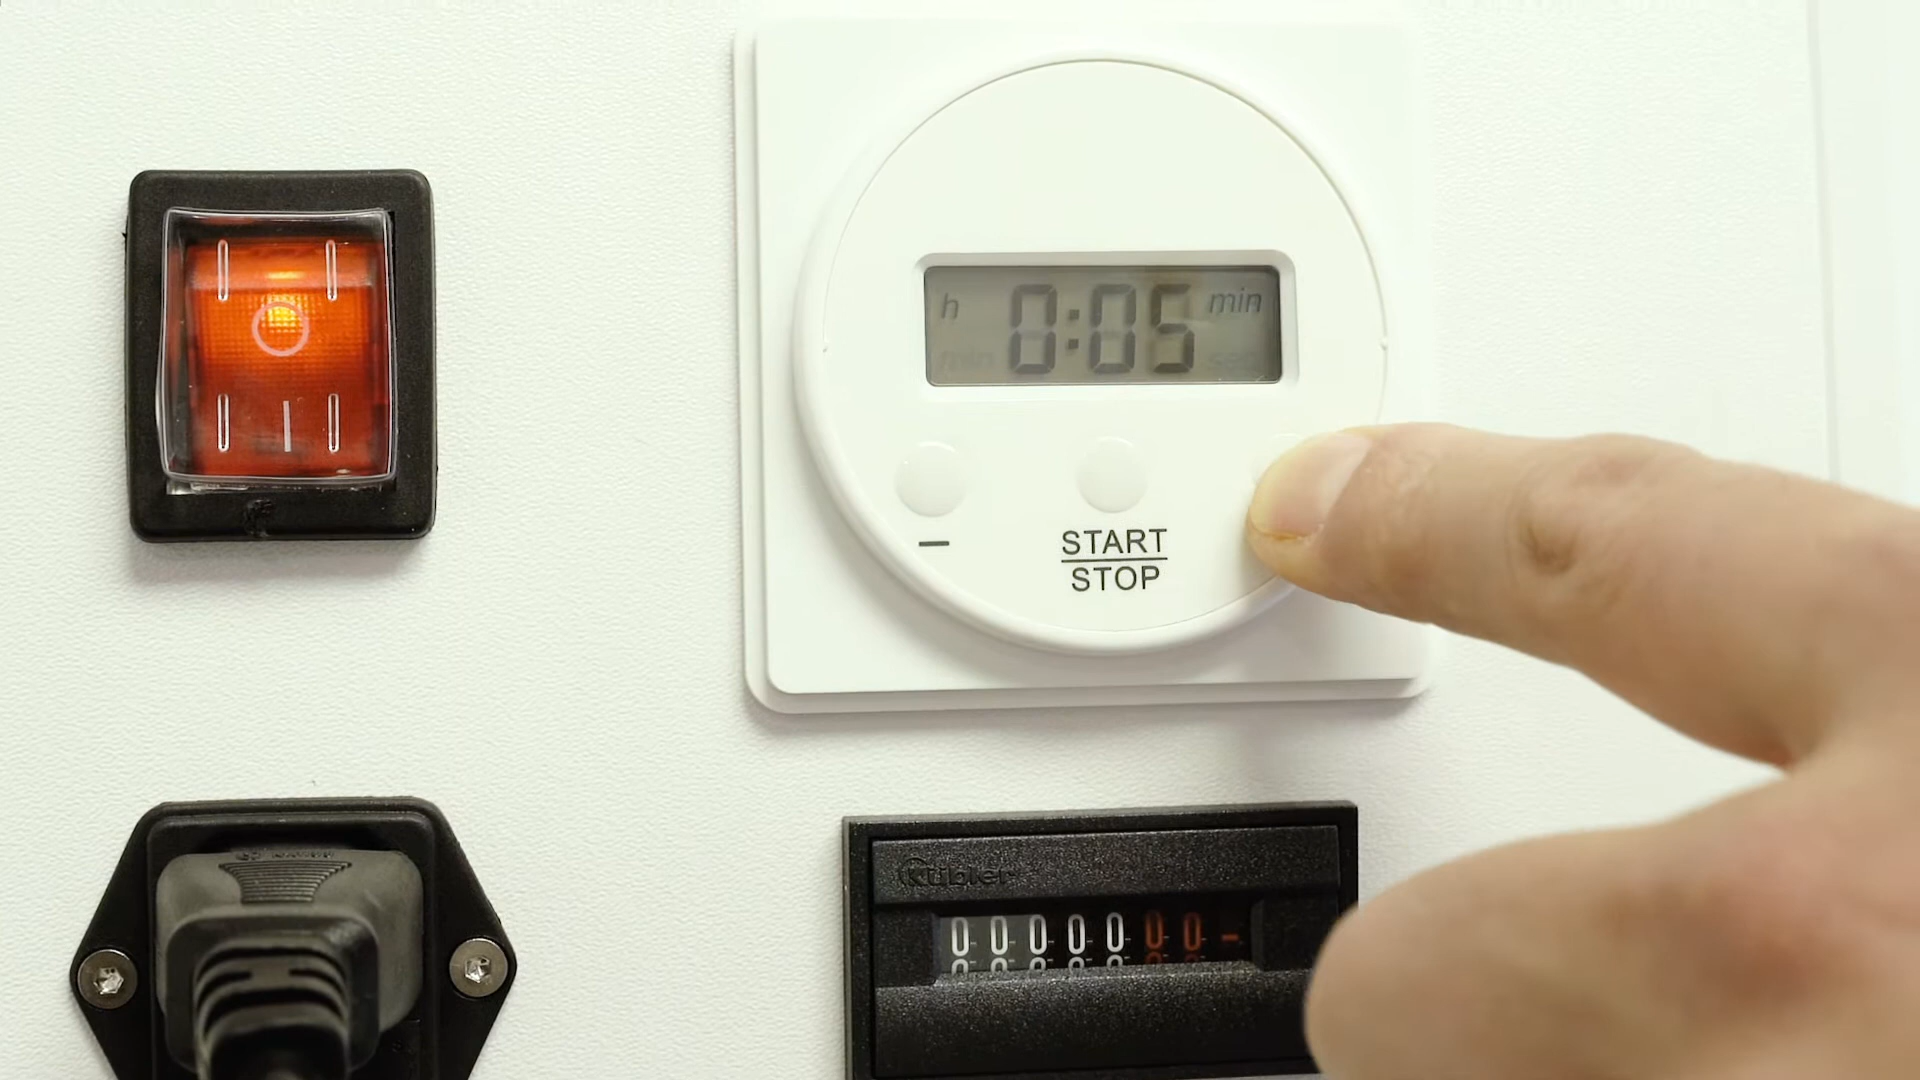 h 0:05 min
—
START
STOP
Kübler
0000000